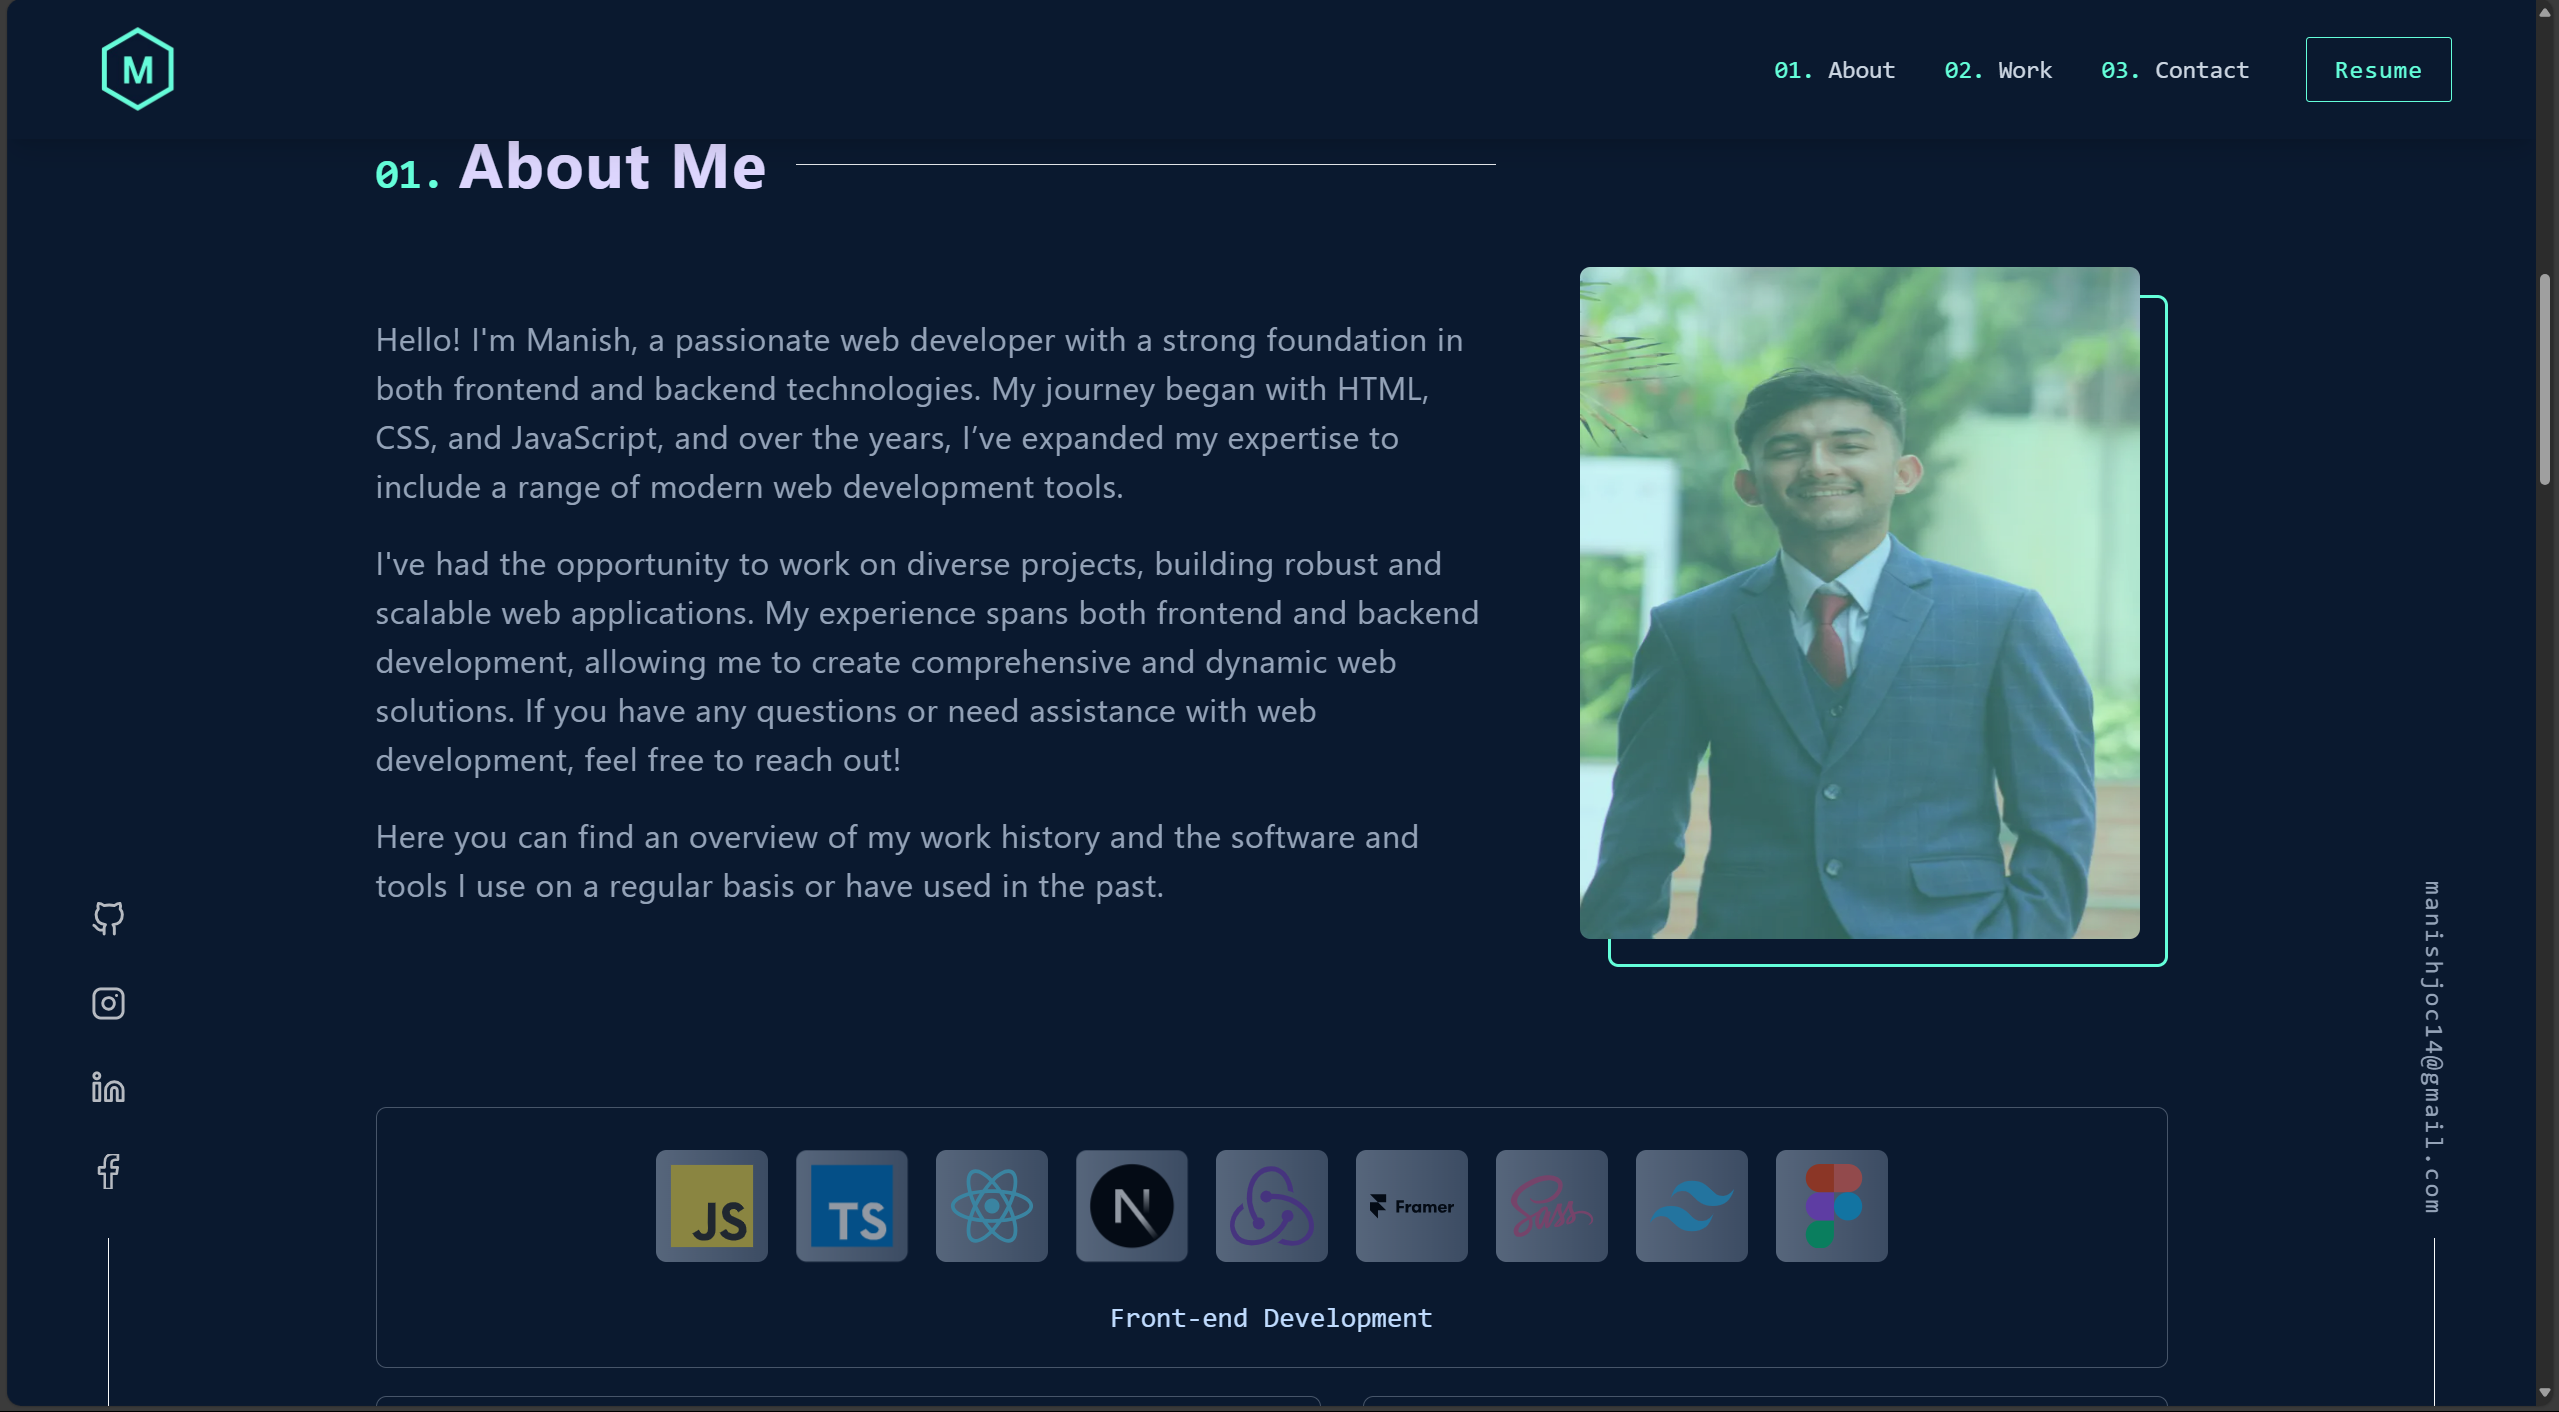 M
01. About
02. Work
03. Contact
Resume
01. About Me
Hello! I'm Manish, a passionate web developer with a strong foundation in
both frontend and backend technologies. My journey began with HTML,
CSS, and JavaScript, and over the years, I’ve expanded my expertise to
include a range of modern web development tools.
I've had the opportunity to work on diverse projects, building robust and
scalable web applications. My experience spans both frontend and backend
development, allowing me to create comprehensive and dynamic web
solutions. If you have any questions or need assistance with web
development, feel free to reach out!
Here you can find an overview of my work history and the software and
tools I use on a regular basis or have used in the past.
manishjoc14@gmail.com
JS
TS
N
Framer
Sass
Front-end Development